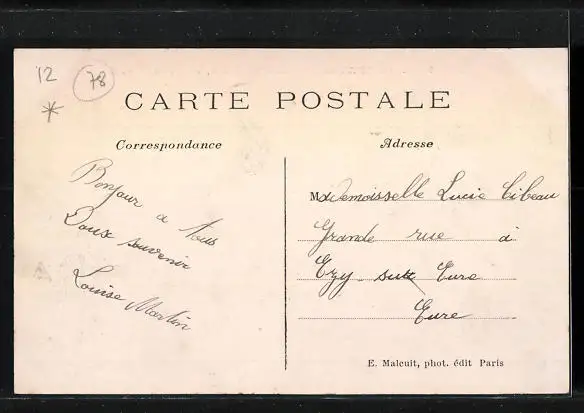 12
78
*
CARTE POSTALE
Correspondance
Adresse
Bonjour a tous
Doux souvenir
Louise Martin
Mademoisselle Lucie Cibeau
Grande rue à
Ezy sur Eure
Eure
E. Malcuit, phot. édit Paris